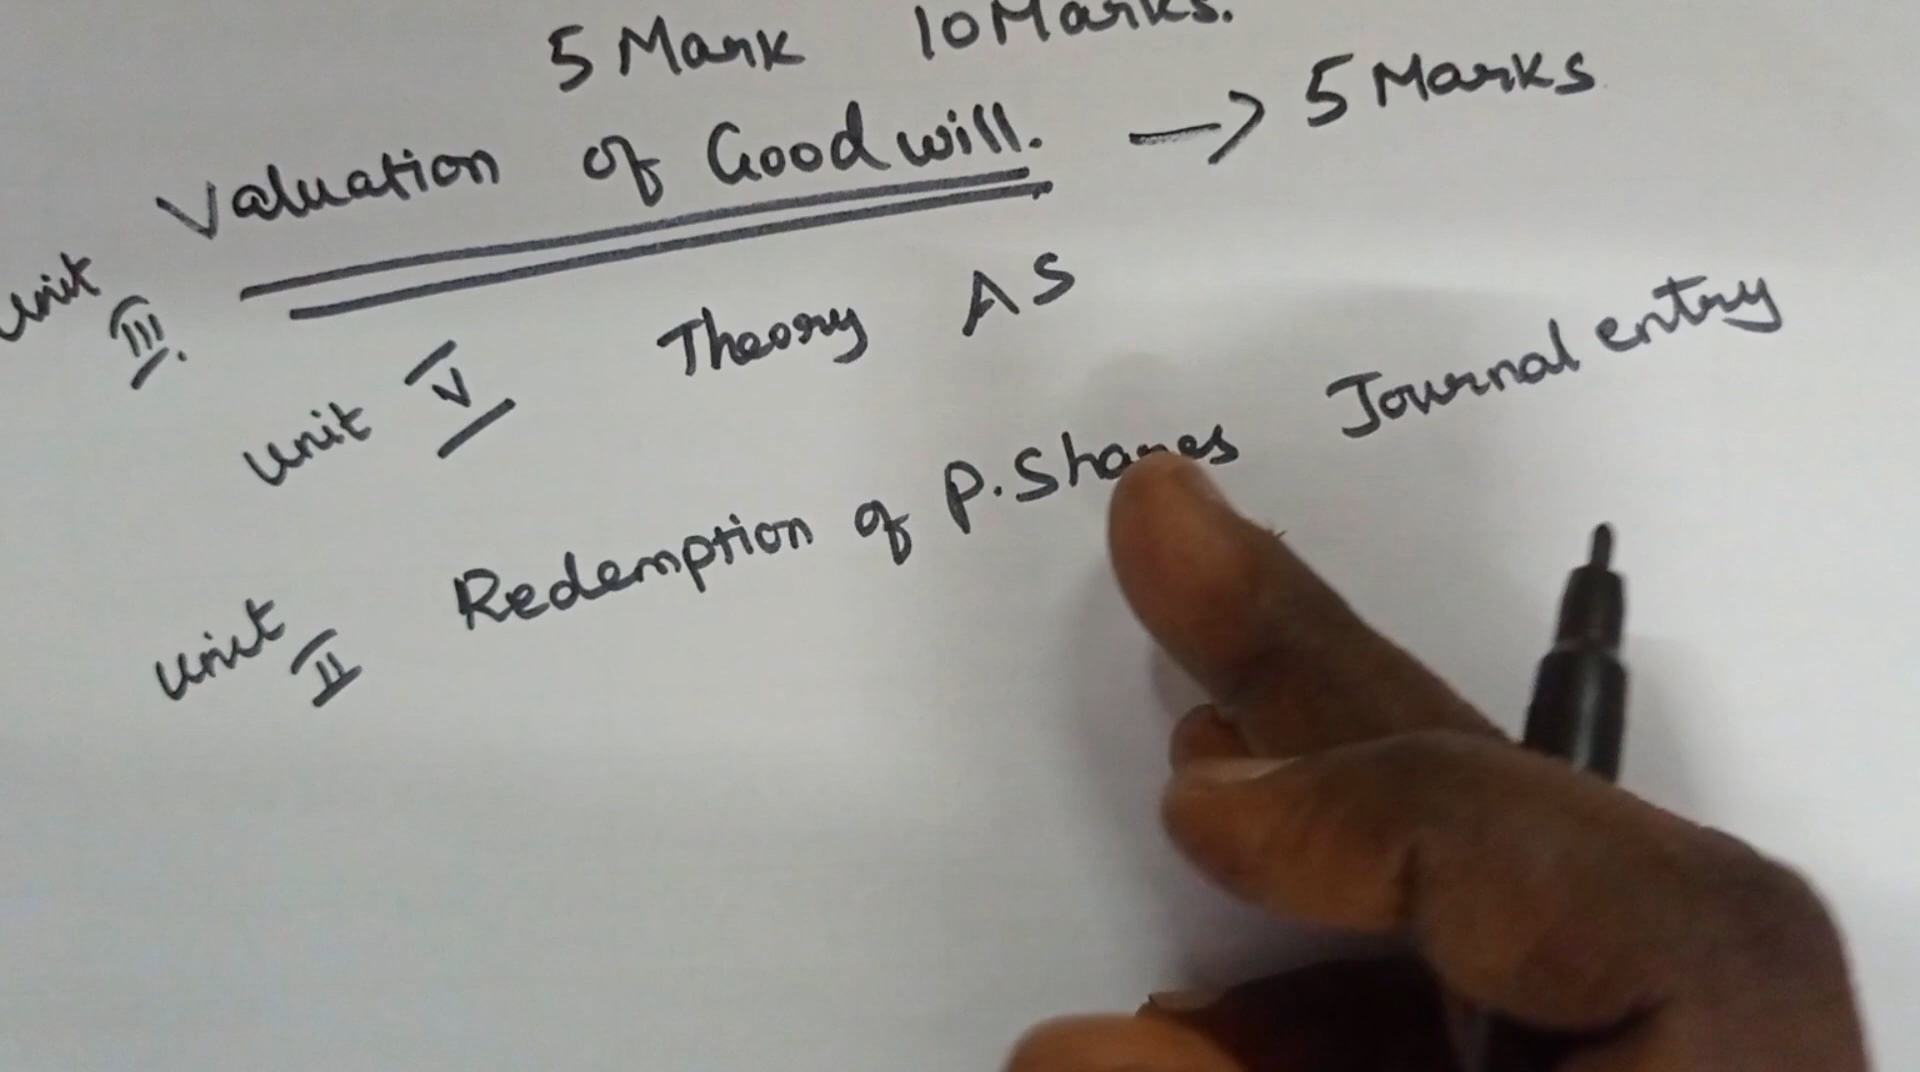 5 Mark 10 Marks.
Valuation of Goodwill. → 5 Marks
Unit III.
Unit V Theory AS
Unit II Redemption of P. Shares Journal entry